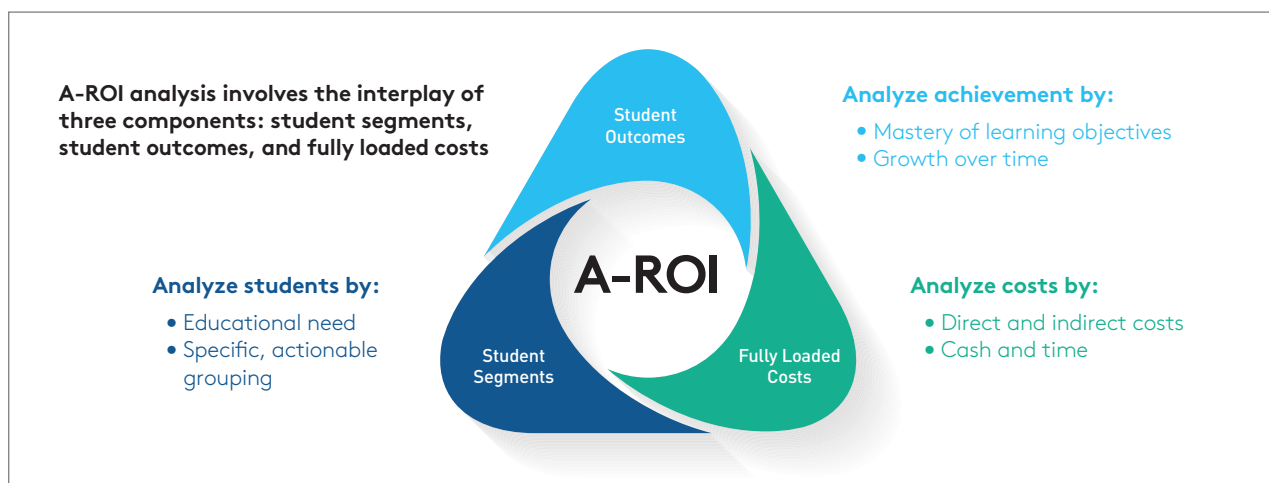 A-ROI analysis involves the interplay of
three components: student segments,
student outcomes, and fully loaded costs
Student
Outcomes
Analyze achievement by:
• Mastery of learning objectives
• Growth over time
A-ROI
Analyze students by:
• Educational need
• Specific, actionable
grouping
Student
Segments
Fully Loaded
Costs
Analyze costs by:
• Direct and indirect costs
• Cash and time